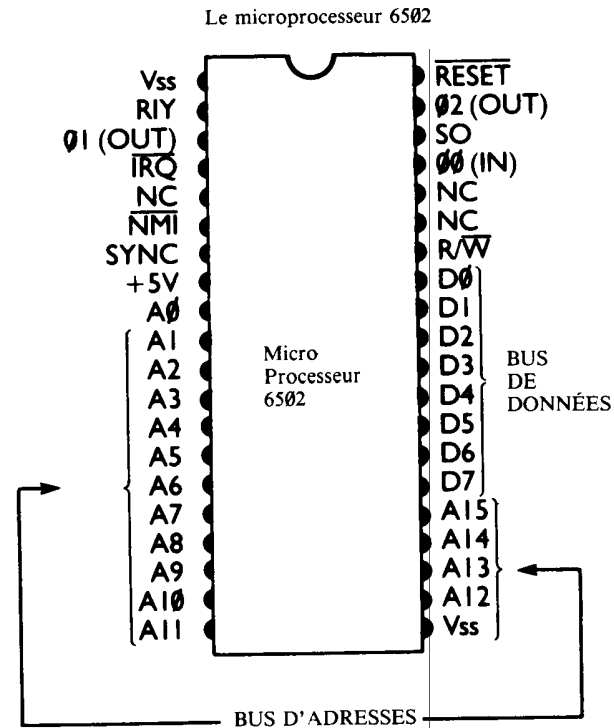 Le microprocesseur 6502
Vss
RIY
Ø1 (OUT)
IRQ
NC
NMI
SYNC
+5V
AØ
A1
A2
A3
A4
A5
A6
A7
A8
A9
A1Ø
A11
Micro
Processeur
65Ø2
RESET
Ø2 (OUT)
SO
ØØ (IN)
NC
NC
R/W
DØ
D1
D2
D3
D4
D5
D6
D7
A15
A14
A13
A12
Vss
BUS
DE
DONNÉES
BUS D'ADRESSES